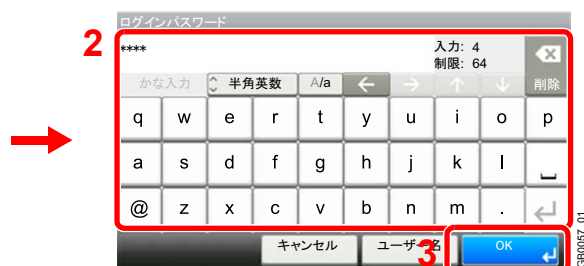 ログインパスワード
2
****
入力: 4
制限: 64
かな入力 半角英数 A/a ← → ↑ ↓ 削除
q w e r t y u i o p
a s d f g h j k l
@ z x c v b n m .
キャンセル ユーザー名 OK
3
G60057_01